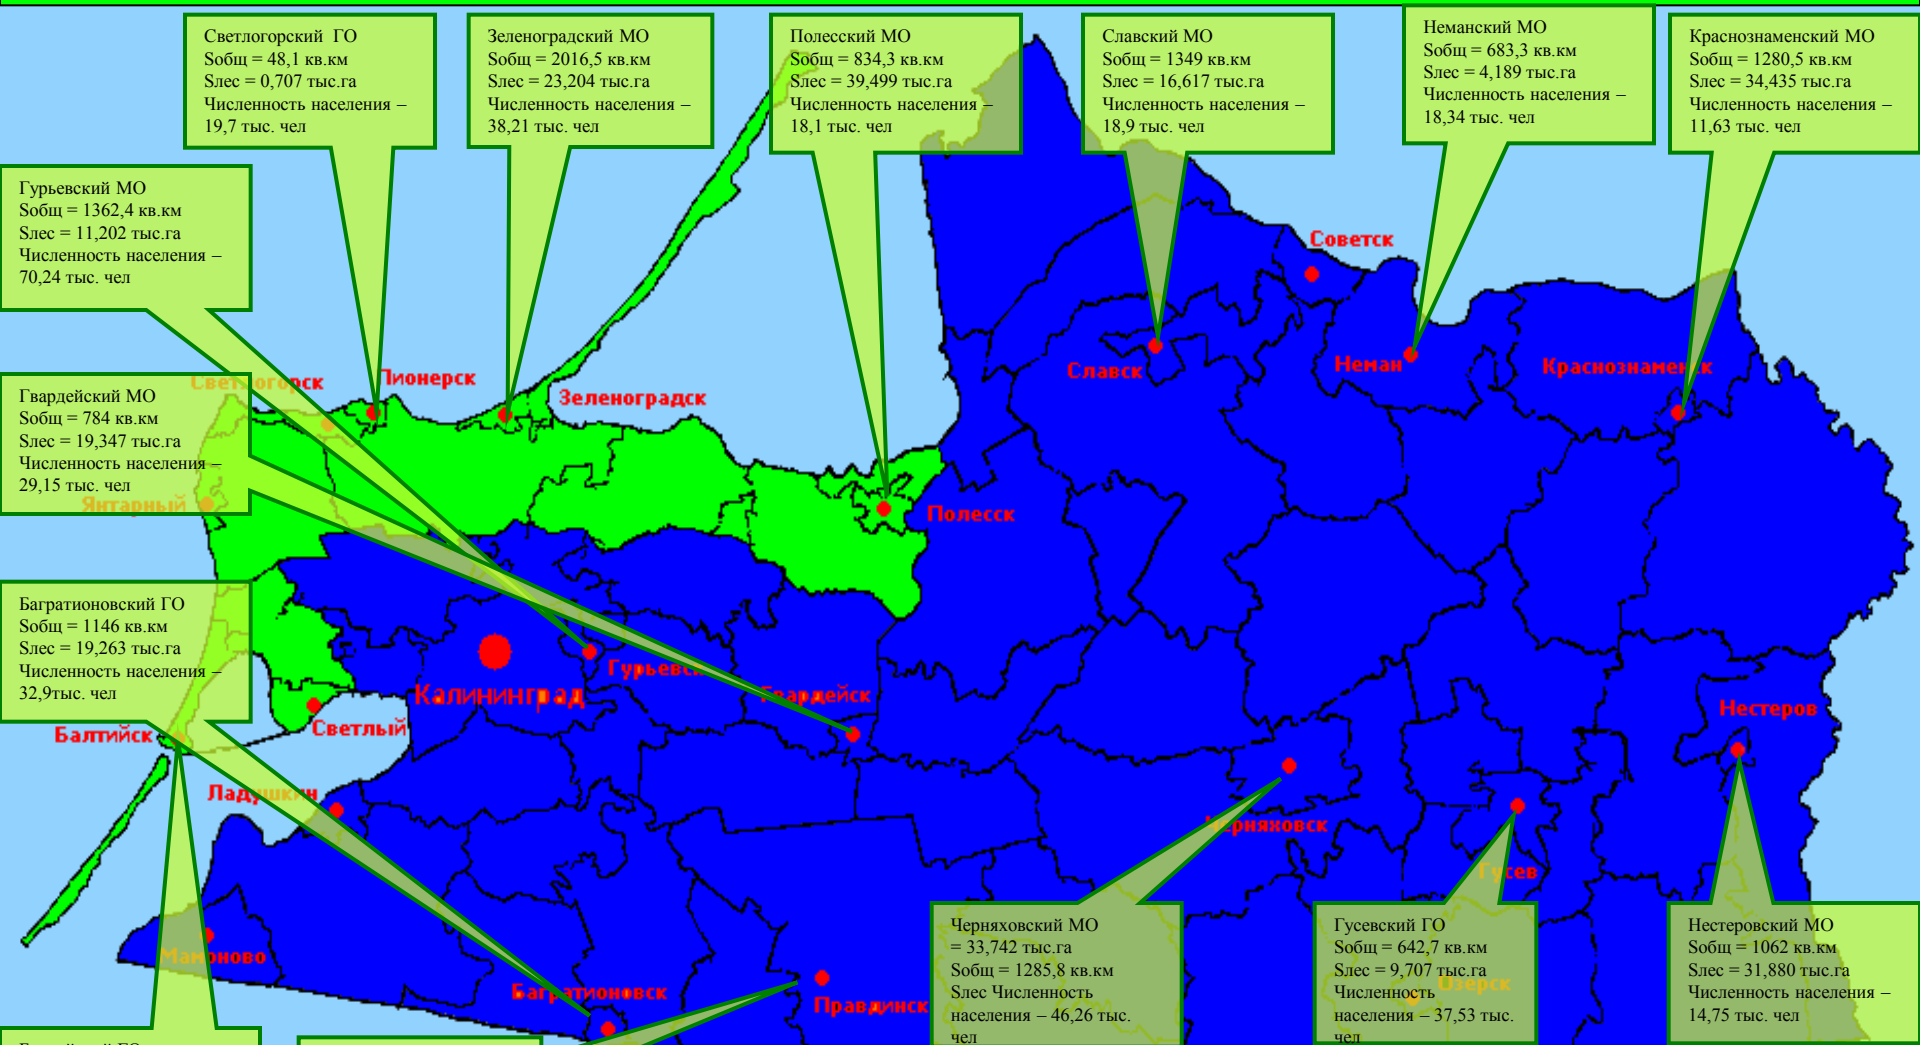 Светлогорский ГО
Sобщ = 48,1 кв.км
Sлес = 0,707 тыс.га
Численность населения –
19,7 тыс. чел
Зеленоградский МО
Sобщ = 2016,5 кв.км
Sлес = 23,204 тыс.га
Численность населения –
38,21 тыс. чел
Полесский МО
Sобщ = 834,3 кв.км
Sлес = 39,499 тыс.га
Численность населения –
18,1 тыс. чел
Славский МО
Sобщ = 1349 кв.км
Sлес = 16,617 тыс.га
Численность населения –
18,9 тыс. чел
Неманский МО
Sобщ = 683,3 кв.км
Sлес = 4,189 тыс.га
Численность населения –
18,34 тыс. чел
Краснознаменский МО
Sобщ = 1280,5 кв.км
Sлес = 34,435 тыс.га
Численность населения –
11,63 тыс. чел
Гурьевский МО
Sобщ = 1362,4 кв.км
Sлес = 11,202 тыс.га
Численность населения –
70,24 тыс. чел
Советск
Славск
Неман
Краснознаменск
Светлогорск
Пионерск
Зеленоградск
Гвардейский МО
Sобщ = 784 кв.км
Sлес = 19,347 тыс.га
Численность населения –
29,15 тыс. чел
Янтарный
Полесск
Багратионовский ГО
Sобщ = 1146 кв.км
Sлес = 19,263 тыс.га
Численность населения –
32,9тыс. чел
Калининград
Гурьевск
Гвардейск
Нестеров
Балтийск
Светлый
Ладушкин
Черняховск
Гусев
Мамоново
Багратионовск
Правдинск
Озерск
Черняховский МО
= 33,742 тыс.га
Sобщ = 1285,8 кв.км
Sлес Численность
населения – 46,26 тыс.
чел
Гусевский ГО
Sобщ = 642,7 кв.км
Sлес = 9,707 тыс.га
Численность
населения – 37,53 тыс.
чел
Нестеровский МО
Sобщ = 1062 кв.км
Sлес = 31,880 тыс.га
Численность населения –
14,75 тыс. чел